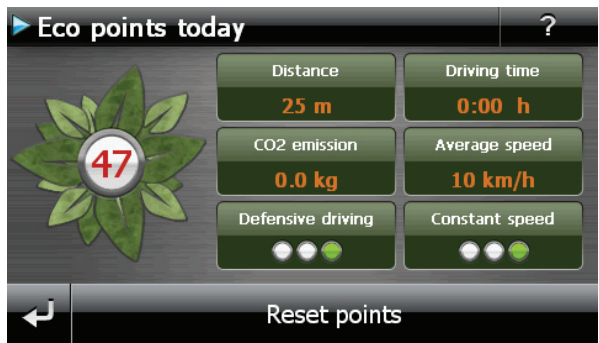 Eco points today
?
47
Distance
25 m
Driving time
0:00 h
CO2 emission
0.0 kg
Average speed
10 km/h
Defensive driving
Constant speed
Reset points